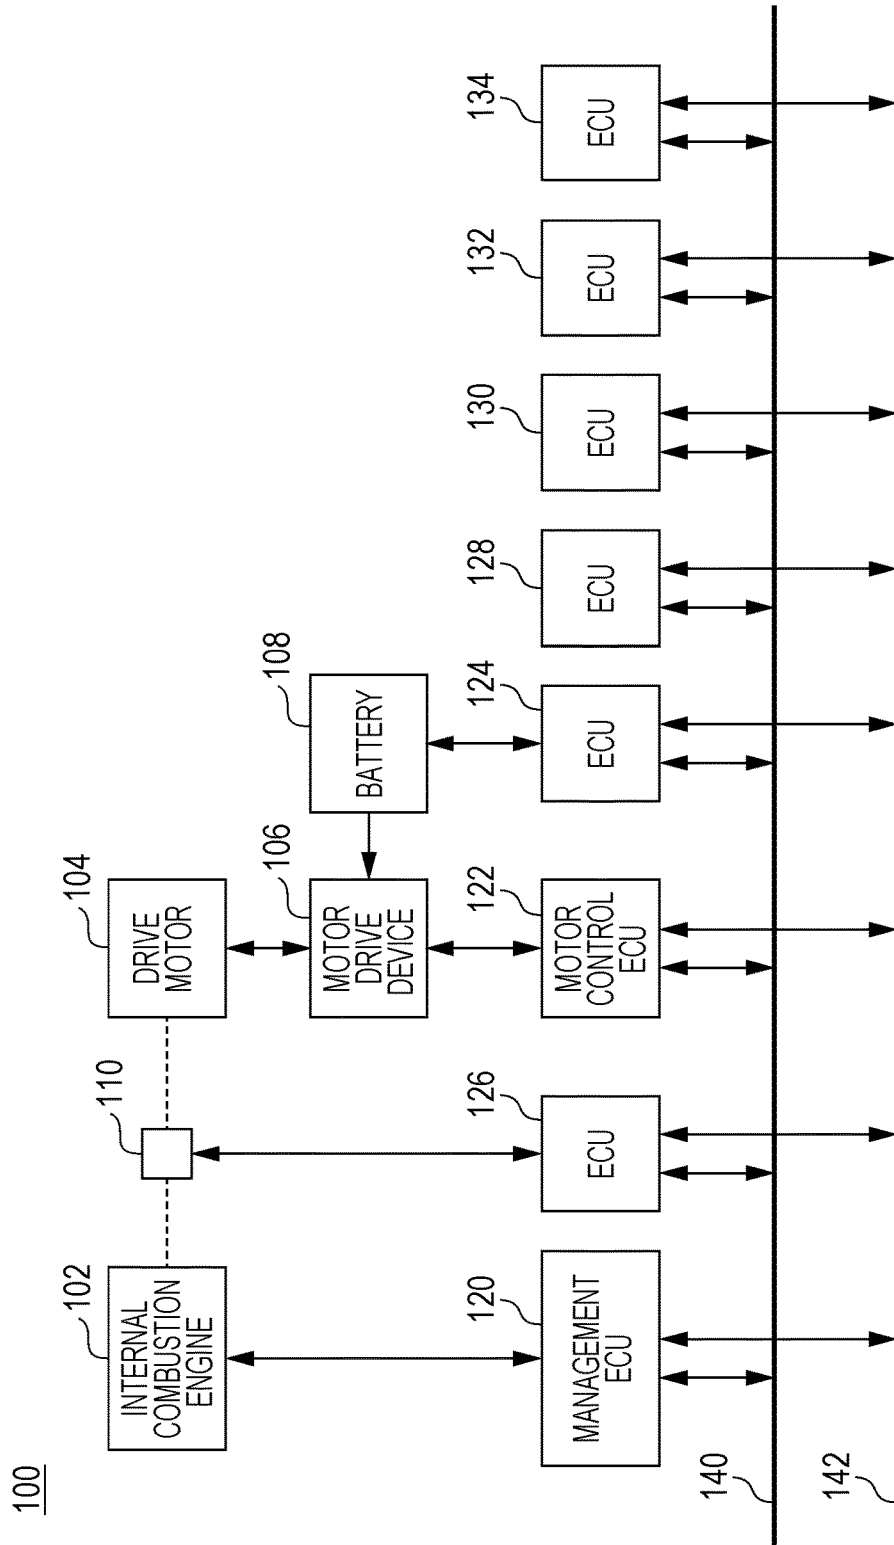 100
102
INTERNAL
COMBUSTION
ENGINE
110
104
DRIVE
MOTOR
106
MOTOR
DRIVE
DEVICE
108
BATTERY
120
MANAGEMENT
ECU
126
ECU
122
MOTOR
CONTROL
ECU
124
ECU
128
ECU
130
ECU
132
ECU
134
ECU
140
142